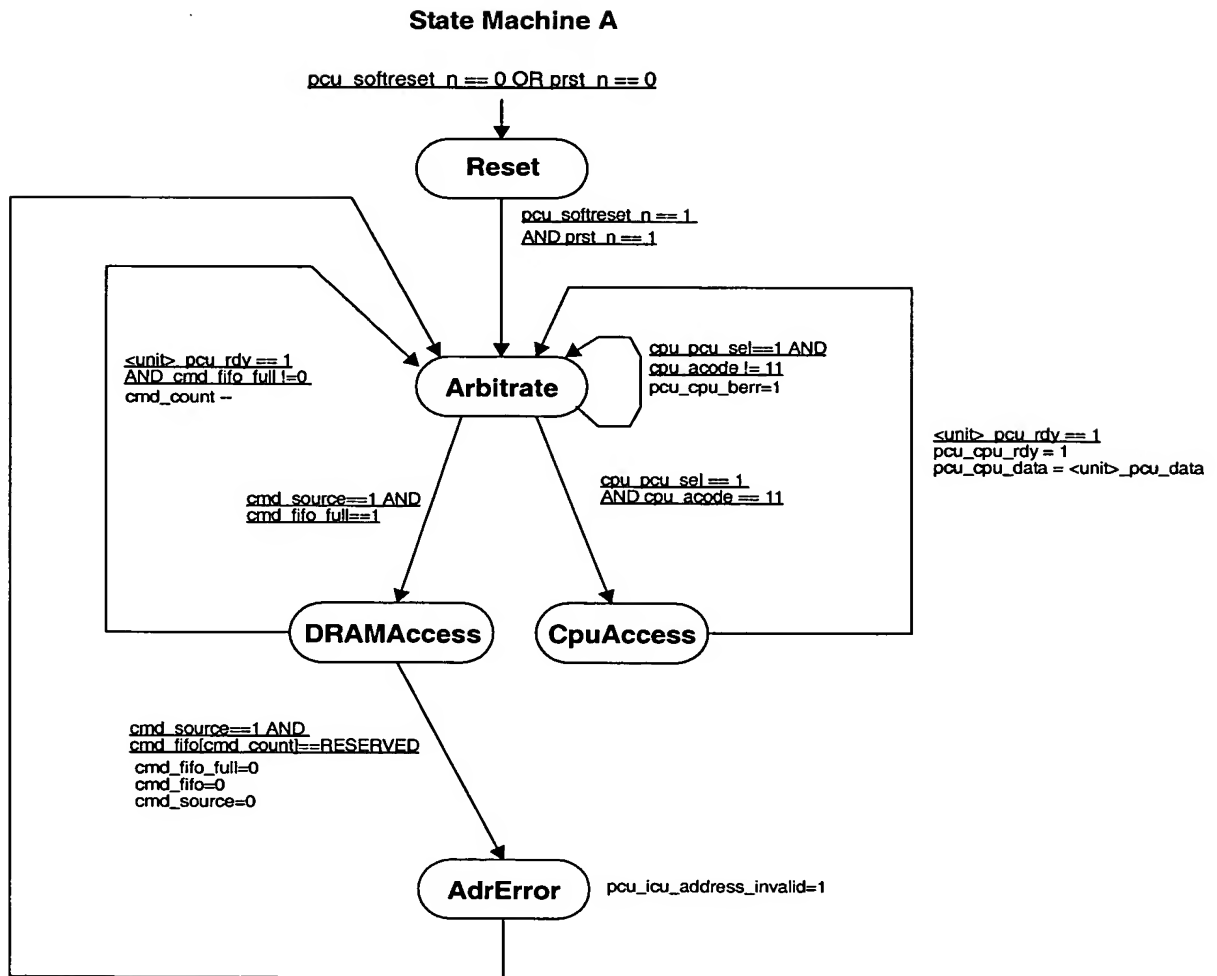 State Machine A
pcu_softreset_n == 0 OR prst_n == 0
Reset
pcu_softreset_n == 1
AND prst_n == 1
<unit>_pcu_rdy == 1
AND cmd_fifo_full !=0
cmd_count --
Arbitrate
cpu_pcu_sel==1 AND
cpu_acode != 11
pcu_cpu_berr=1
<unit>_pcu_rdy == 1
pcu_cpu_rdy = 1
pcu_cpu_data = <unit>_pcu_data
cmd_source==1 AND
cmd_fifo_full==1
cpu_pcu_sel == 1
AND cpu_acode == 11
DRAMAccess
CpuAccess
cmd_source==1 AND
cmd_fifo[cmd_count]==RESERVED
cmd_fifo_full=0
cmd_fifo=0
cmd_source=0
AdrError
pcu_icu_address_invalid=1